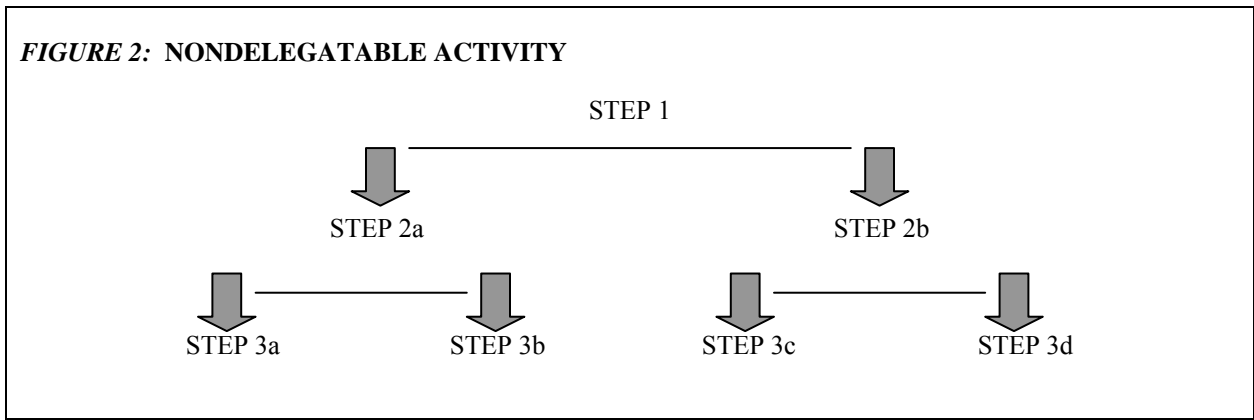 FIGURE 2: NONDELEGATABLE ACTIVITY
STEP 1
STEP 2a STEP 2b
STEP 3a STEP 3b STEP 3c STEP 3d